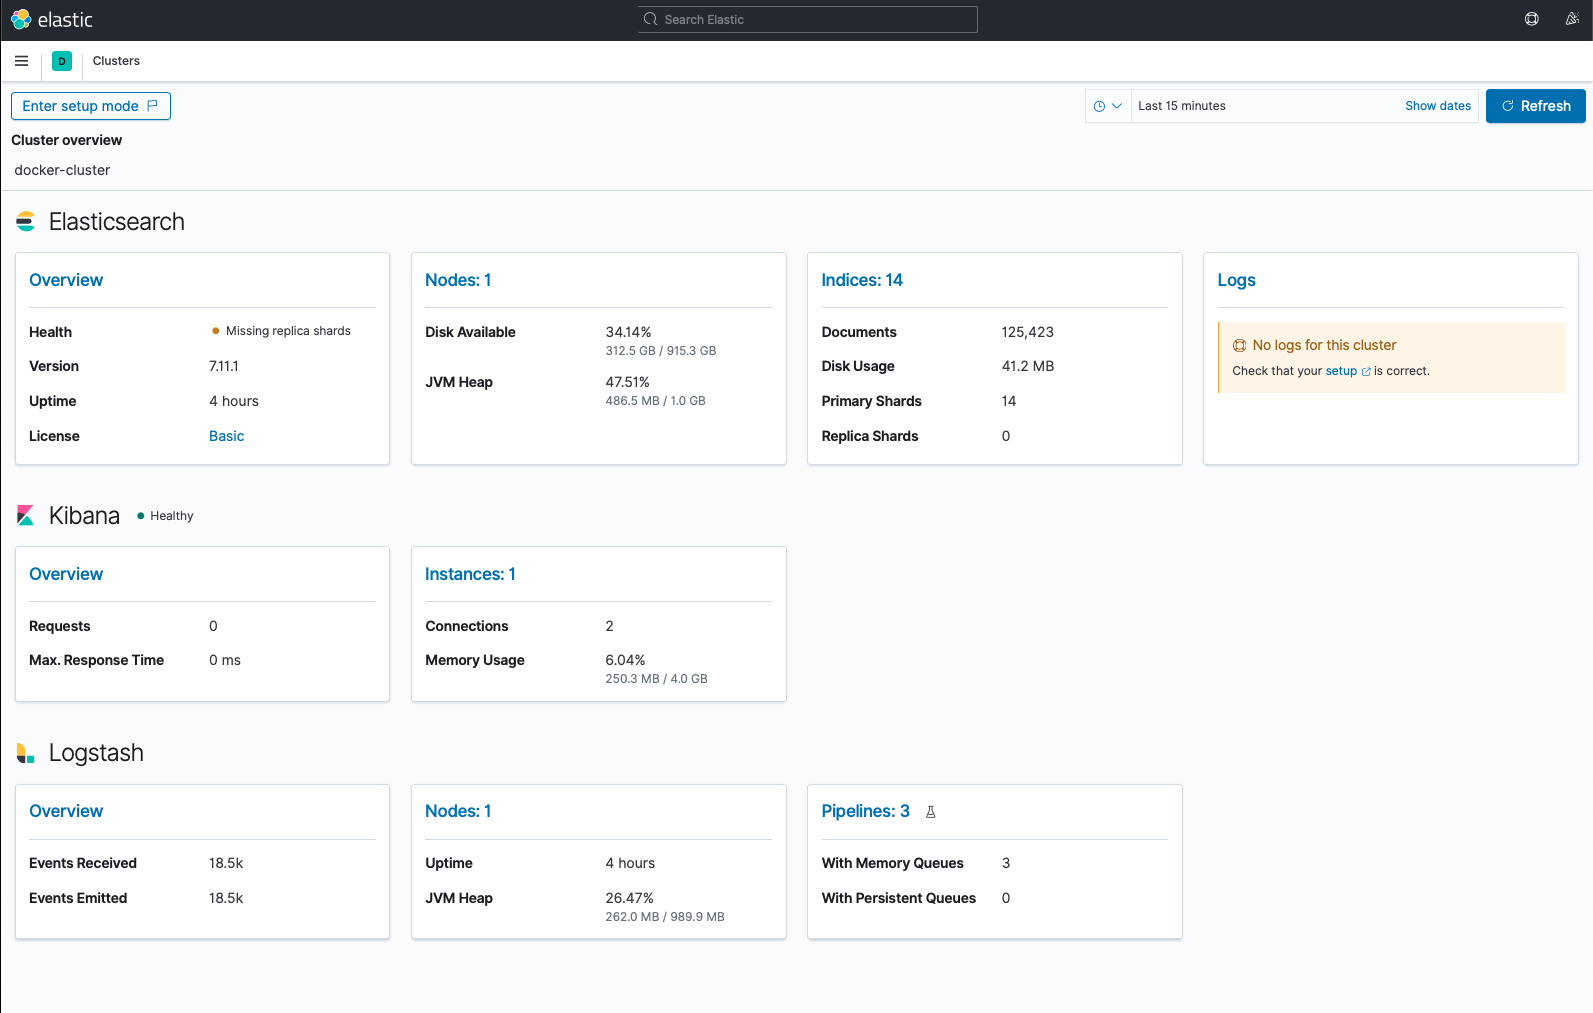 elastic
Search Elastic
D
Clusters
Enter setup mode
Last 15 minutes
Show dates
Refresh
Cluster overview
docker-cluster
Elasticsearch
Overview
Health
Missing replica shards
Version
7.11.1
Uptime
4 hours
License
Basic
Nodes: 1
Disk Available
34.14%
312.5 GB / 915.3 GB
JVM Heap
47.51%
486.5 MB / 1.0 GB
Indices: 14
Documents
125,423
Disk Usage
41.2 MB
Primary Shards
14
Replica Shards
0
Logs
No logs for this cluster
Check that your setup is correct.
Kibana
Healthy
Overview
Requests
0
Max. Response Time
0 ms
Instances: 1
Connections
2
Memory Usage
6.04%
250.3 MB / 4.0 GB
Logstash
Overview
Events Received
18.5k
Events Emitted
18.5k
Nodes: 1
Uptime
4 hours
JVM Heap
26.47%
262.0 MB / 989.9 MB
Pipelines: 3
With Memory Queues
3
With Persistent Queues
0